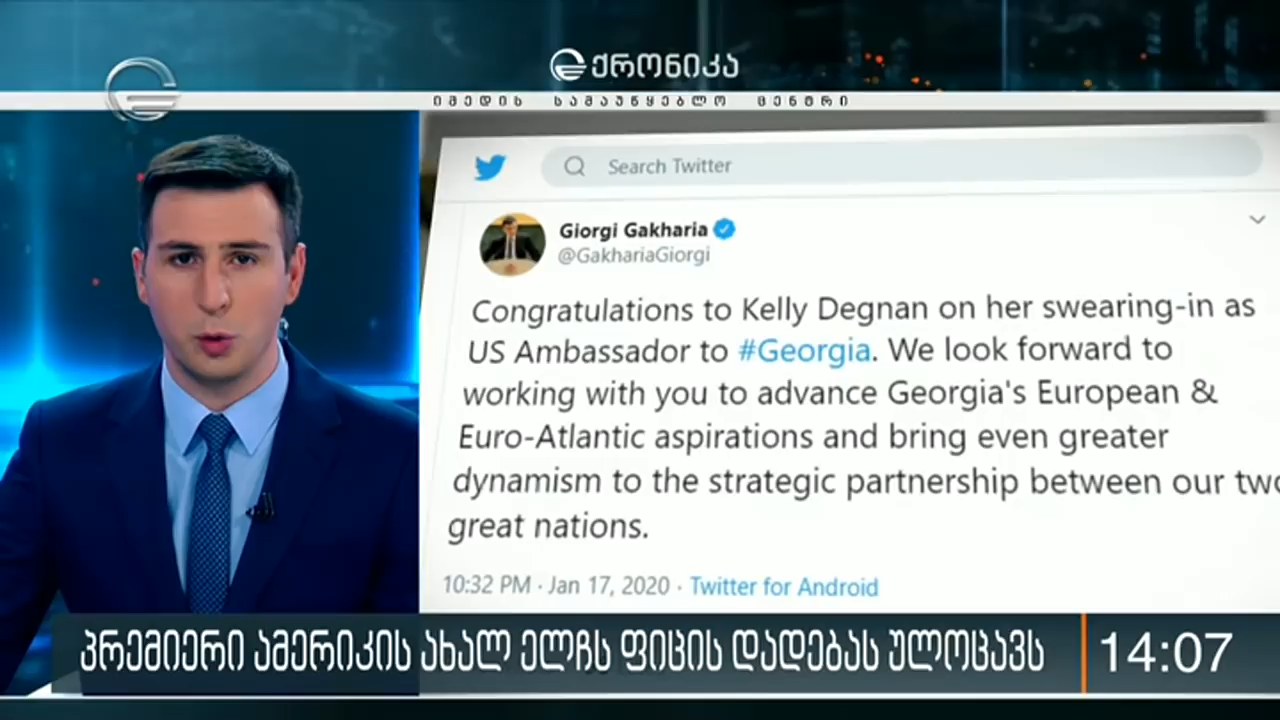 ქრონიკა
იმედის სამაუწყებლო ცენტრი
Search Twitter
Giorgi Gakharia
@GakhariaGiorgi
Congratulations to Kelly Degnan on her swearing-in as
US Ambassador to #Georgia. We look forward to
working with you to advance Georgia's European &
Euro-Atlantic aspirations and bring even greater
dynamism to the strategic partnership between our two
great nations.
10:32 PM · Jan 17, 2020 · Twitter for Android
პრემიერი ამერიკის ახალ ელჩს ფიცის დადებას ულოცავს
14:07